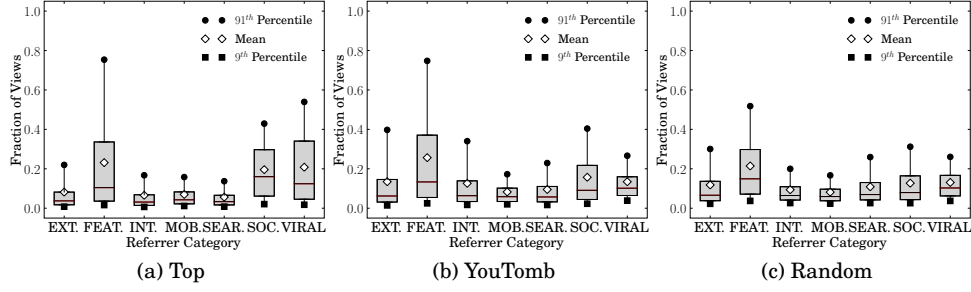 1.0
0.8
0.6
0.4
0.2
0.0
Fraction of Views
91th Percentile
Mean
9th Percentile
EXT. FEAT. INT. MOB. SEAR. SOC. VIRAL
Referrer Category
(a) Top
1.0
0.8
0.6
0.4
0.2
0.0
Fraction of Views
91th Percentile
Mean
9th Percentile
EXT. FEAT. INT. MOB. SEAR. SOC. VIRAL
Referrer Category
(b) YouTomb
1.0
0.8
0.6
0.4
0.2
0.0
Fraction of Views
91th Percentile
Mean
9th Percentile
EXT. FEAT. INT. MOB. SEAR. SOC. VIRAL
Referrer Category
(c) Random